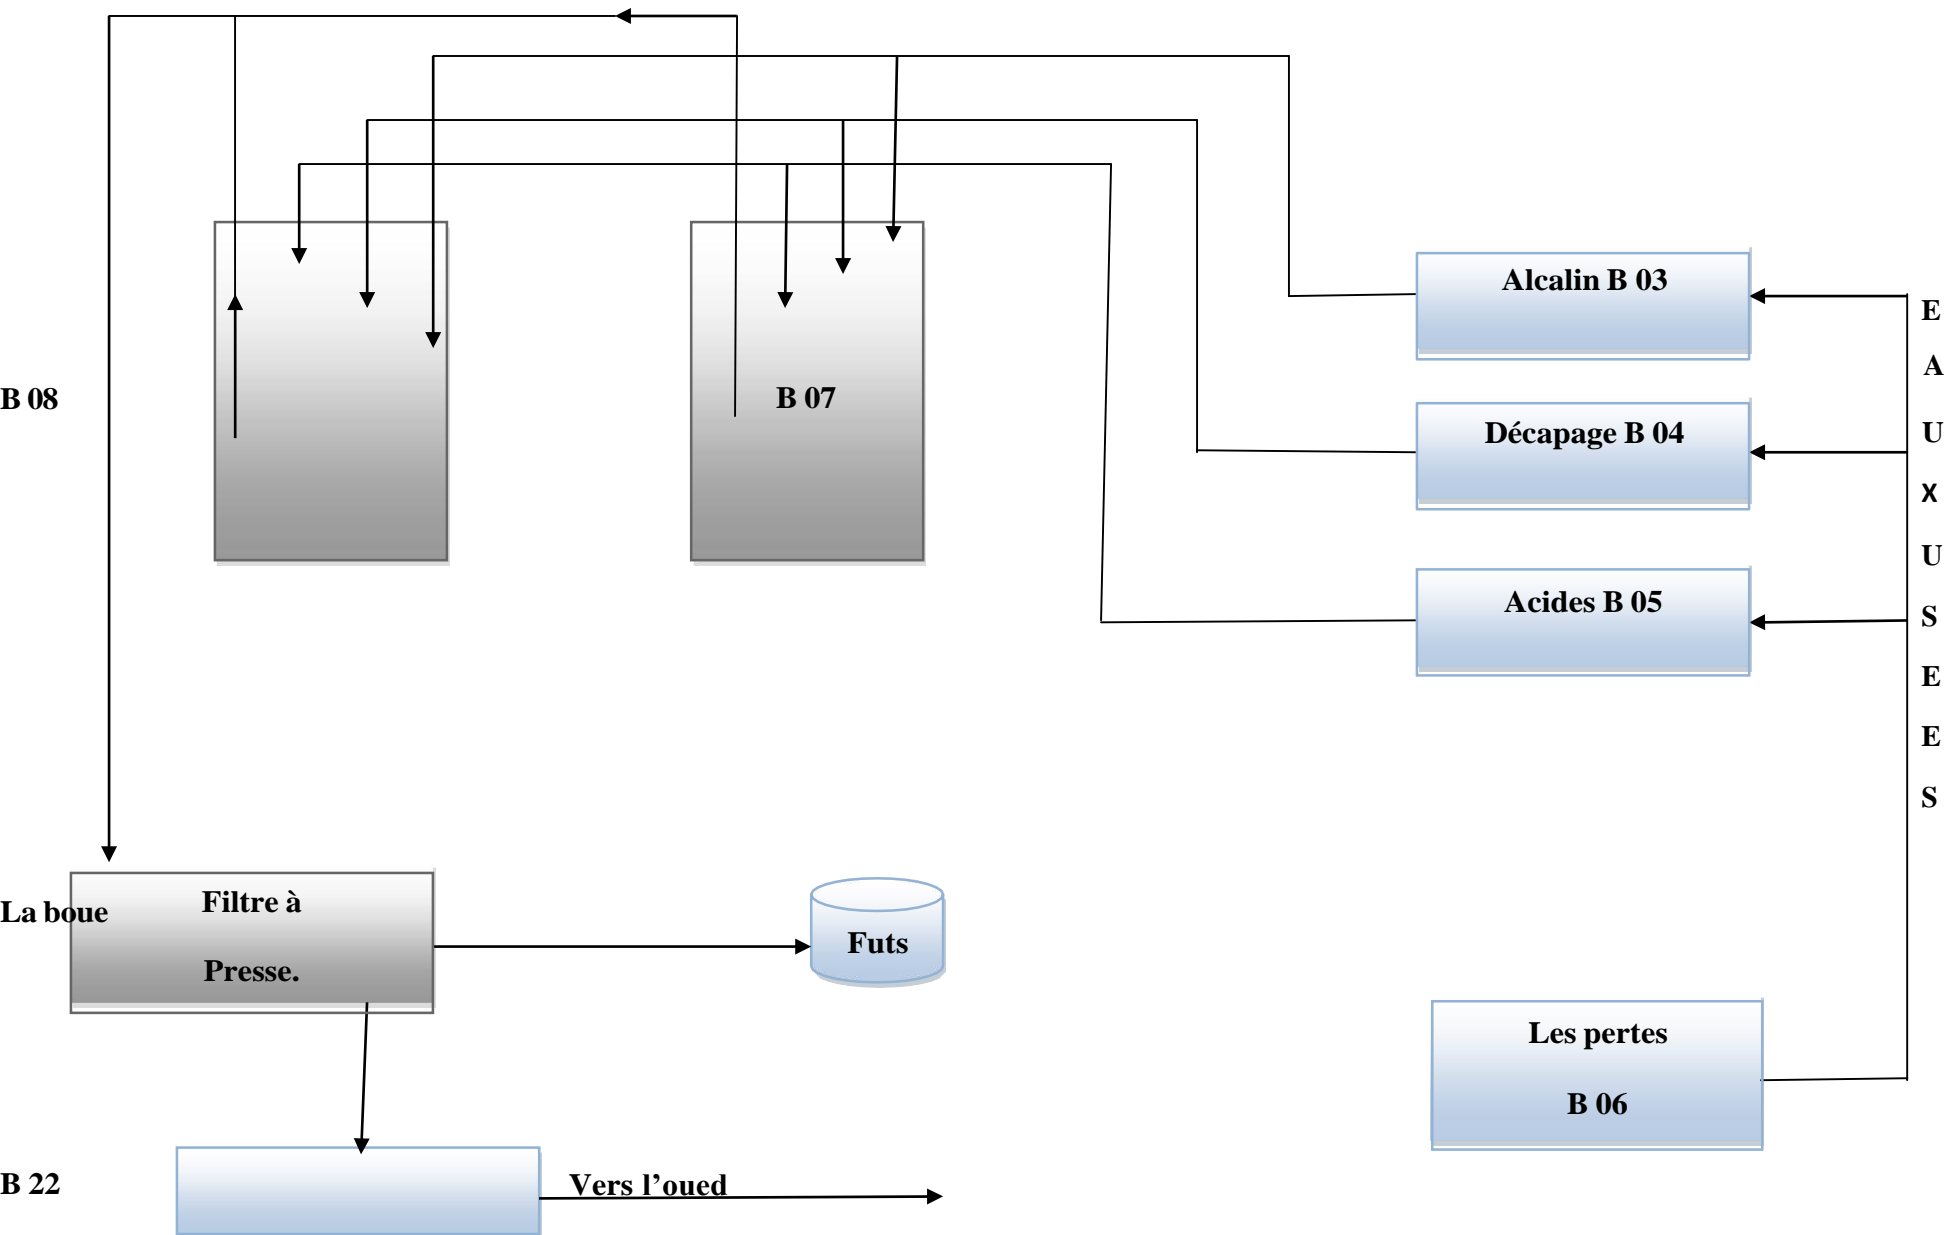 Alcalin B 03
Décapage B 04
Acides B 05
E
A
U
X
U
S
E
E
S
B 08
B 07
La boue
Filtre à
Presse.
Futs
Les pertes
B 06
B 22
Vers l’oued